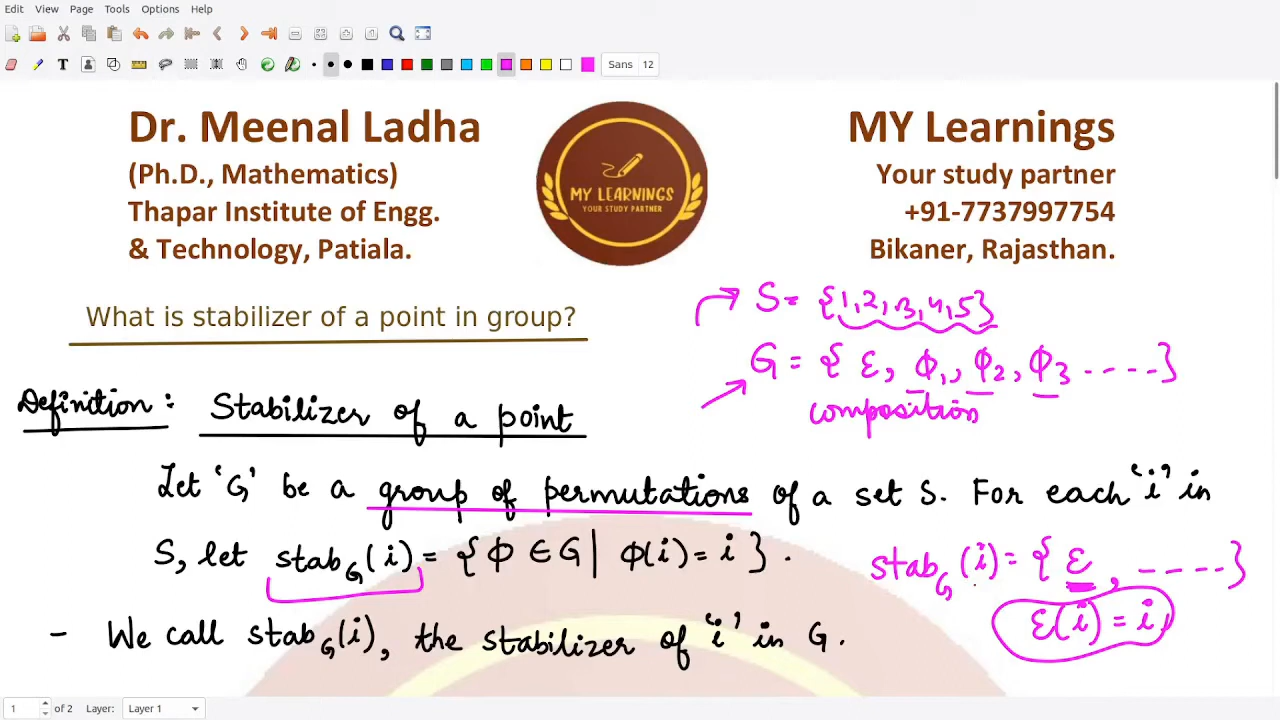 Edit View Page Tools Options Help
Sans 12
Dr. Meenal Ladha
(Ph.D., Mathematics)
Thapar Institute of Engg.
& Technology, Patiala.
MY LEARNINGS
YOUR STUDY PARTNER
MY Learnings
Your study partner
+91-7737997754
Bikaner, Rajasthan.
What is stabilizer of a point in group?
S = {1,2,3,4,5}
G = { ε, Φ1, Φ2, Φ3 ----- }
composition
Definition: Stabilizer of a point
Let 'G' be a group of permutations of a set S. For each 'i' in
S, let stab_G(i) = { Φ ∈ G | Φ(i) = i }.
stab_G(i) = { ε, ----- }
ε(i) = i,
- We call stab_G(i), the stabilizer of 'i' in G.
1 of 2 Layer: Layer 1